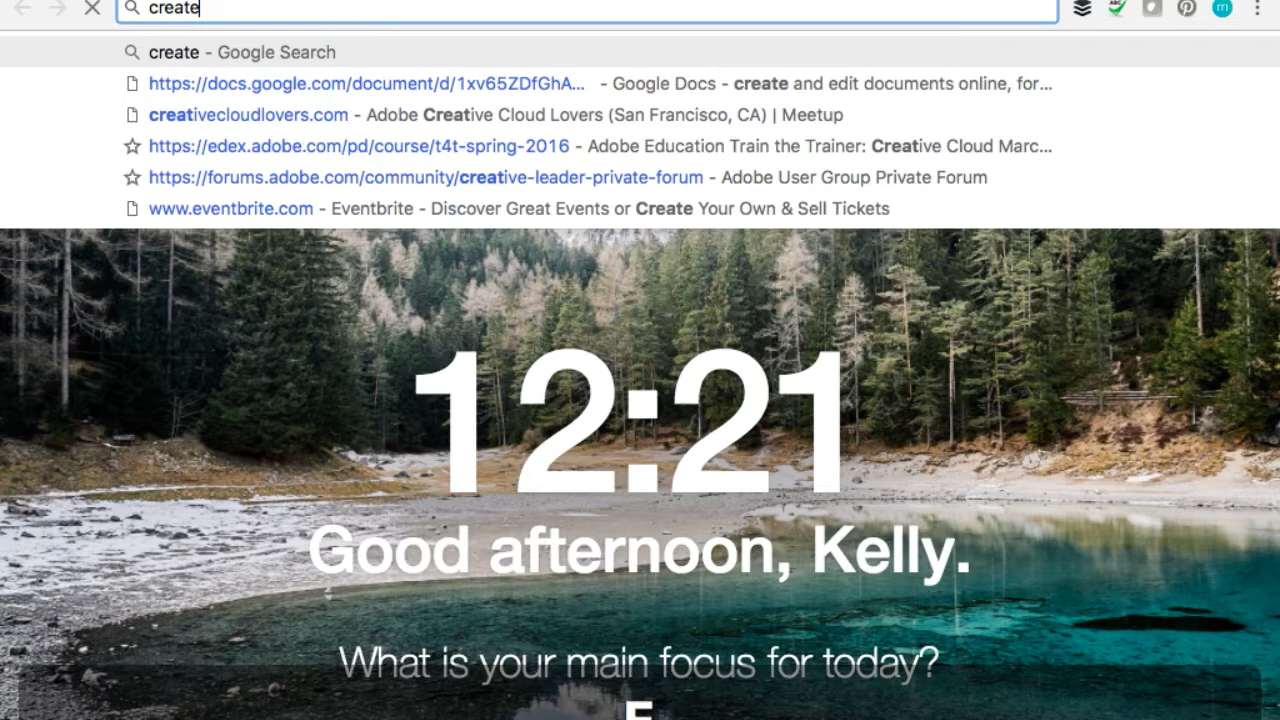 create
create - Google Search
https://docs.google.com/document/d/1xv65ZDfGhA... - Google Docs - create and edit documents online, for...
creativecloudlovers.com - Adobe Creative Cloud Lovers (San Francisco, CA) | Meetup
https://edex.adobe.com/pd/course/t4t-spring-2016 - Adobe Education Train the Trainer: Creative Cloud Marc...
https://forums.adobe.com/community/creative-leader-private-forum - Adobe User Group Private Forum
www.eventbrite.com - Eventbrite - Discover Great Events or Create Your Own & Sell Tickets
ABC
m
12:21
Good afternoon, Kelly.
What is your main focus for today?